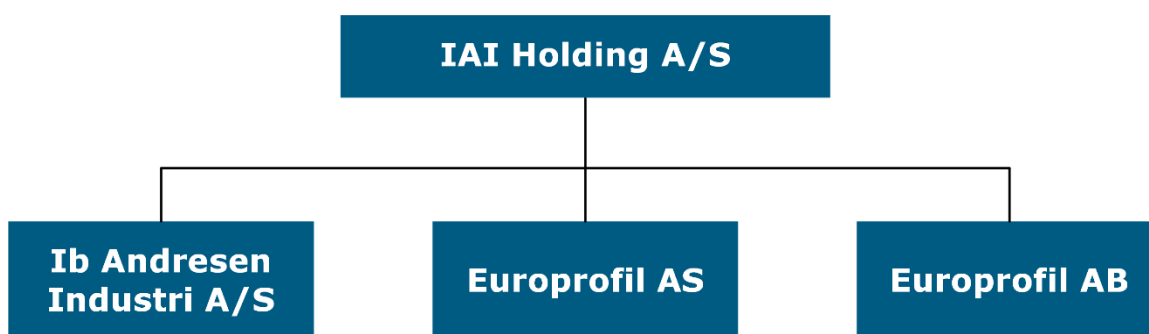 IAI Holding A/S
Ib Andresen
Industri A/S
Europrofil AS
Europrofil AB